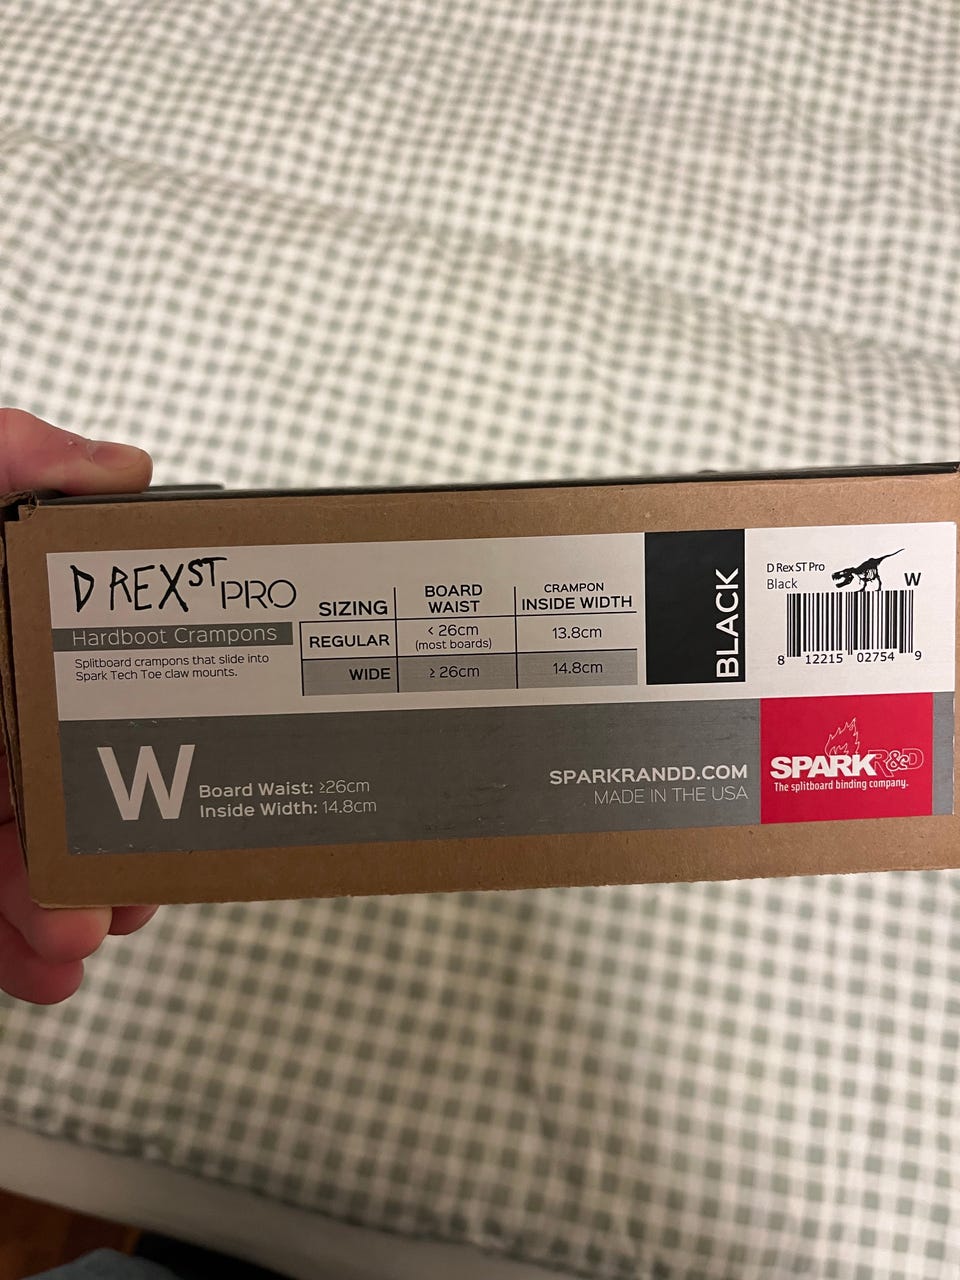 D REX ST PRO
Hardboot Crampons
Splitboard crampons that slide into
Spark Tech Toe claw mounts.
SIZING BOARD WAIST CRAMPON INSIDE WIDTH
REGULAR < 26cm (most boards) 13.8cm
WIDE ≥ 26cm 14.8cm
BLACK
D Rex ST Pro
Black
W
8 12215 02754 9
W
Board Waist: ≥26cm
Inside Width: 14.8cm
SPARKRANDD.COM
MADE IN THE USA
SPARK R&D
The splitboard binding company.